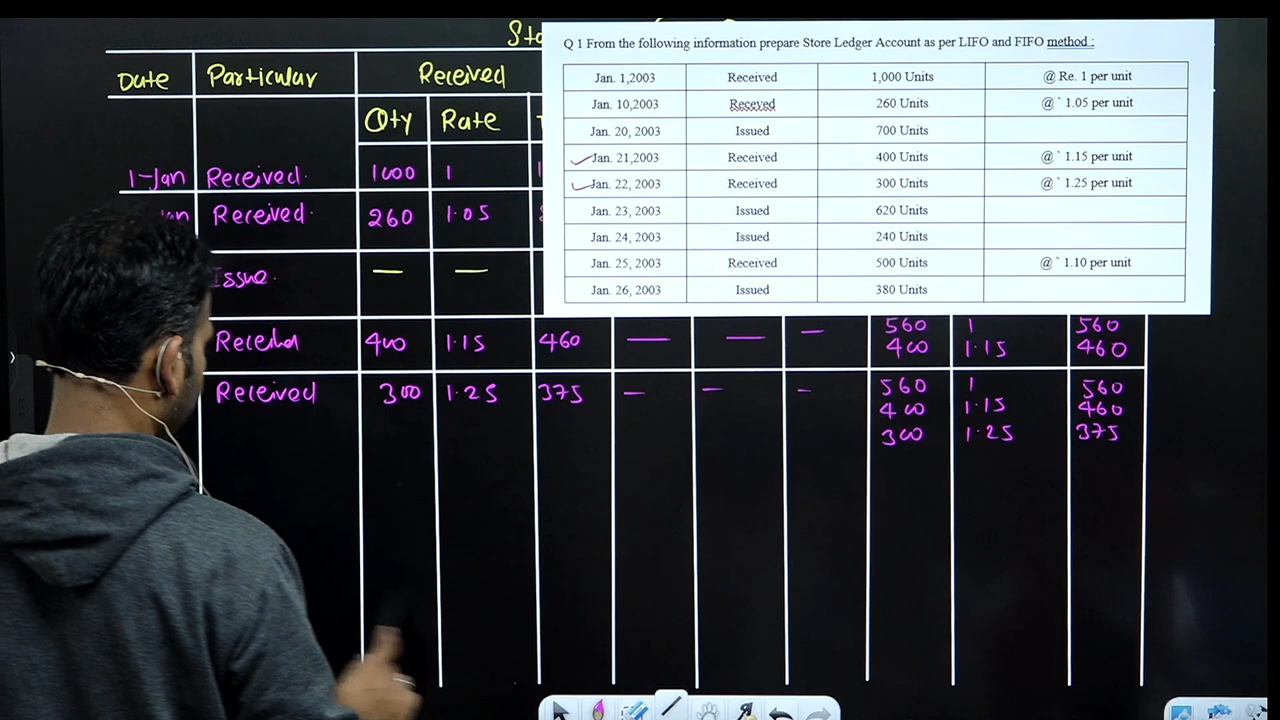 Sto
Q 1 From the following information prepare Store Ledger Account as per LIFO and FIFO method :
Jan. 1,2003 Received 1,000 Units @ Re. 1 per unit
Jan. 10,2003 Receved 260 Units @ ` 1.05 per unit
Jan. 20, 2003 Issued 700 Units
Jan. 21,2003 Received 400 Units @ ` 1.15 per unit
Jan. 22, 2003 Received 300 Units @ ` 1.25 per unit
Jan. 23, 2003 Issued 620 Units
Jan. 24, 2003 Issued 240 Units
Jan. 25, 2003 Received 500 Units @ ` 1.10 per unit
Jan. 26, 2003 Issued 380 Units
Date Particular Received
Qty Rate
1-Jan Received. 1000 1 1
an Received. 260 1.05
Issue. — —
560 1 560
Received 400 1.15 460 — — — 400 1.15 460
Received 300 1.25 375 — — — 560 1 560
400 1.15 460
300 1.25 375